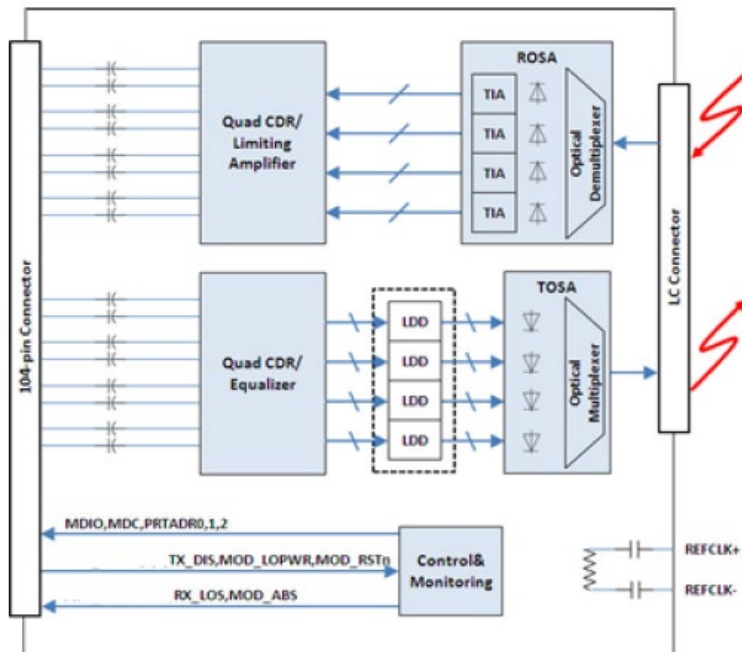 104-pin Connector
Quad CDR/
Limiting
Amplifier
ROSA
TIA
TIA
TIA
TIA
Optical
Demultiplexer
LC Connector
Quad CDR/
Equalizer
LDD
LDD
LDD
LDD
TOSA
Optical
Multiplexer
MDIO,MDC,PRTADR0,1,2
TX_DIS,MOD_LOPWR,MOD_RSTn
RX_LOS,MOD_ABS
Control&
Monitoring
REFCLK+
REFCLK-